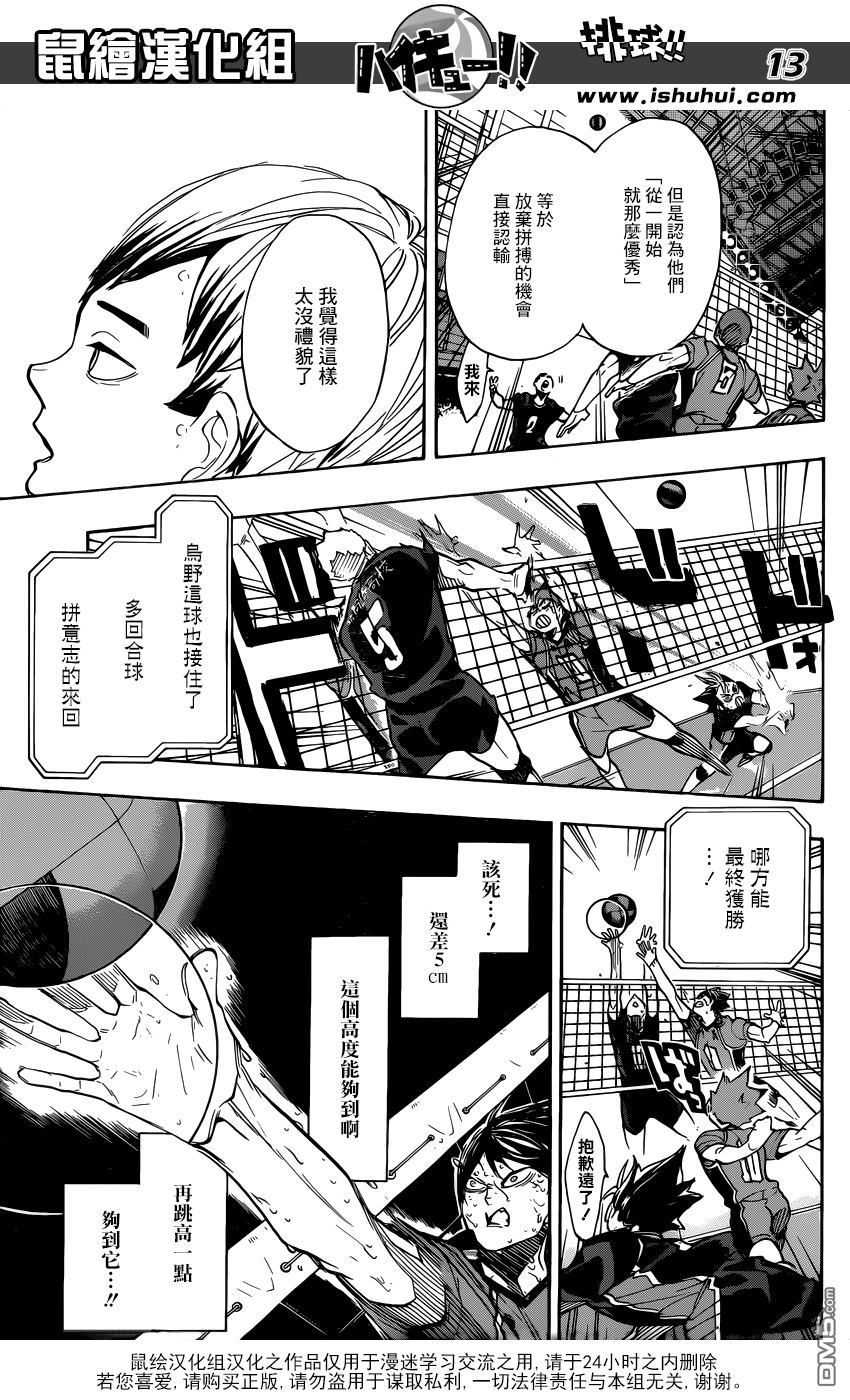 鼠繪漢化組
ハイキュー!!
排球!!
13
www.ishuhui.com
但是認為他們
「從一開始
就那麼優秀」
等於
放棄拼搏的機會
直接認輸
我來
我覺得這樣
太沒禮貌了
烏野這球也接住了
多回合球
拼意志的來回
ドドド
哪方能
最終獲勝
…!
抱歉遠了!
該死…!
還差5cm
這個高度能夠到啊
再跳高一點
夠到它…!!
鼠绘汉化组汉化之作品仅用于漫迷学习交流之用, 请于24小时之内删除
若您喜爱, 请购买正版, 请勿用于谋取私利, 一切法律责任与本组无关, 谢谢。
DM5.com